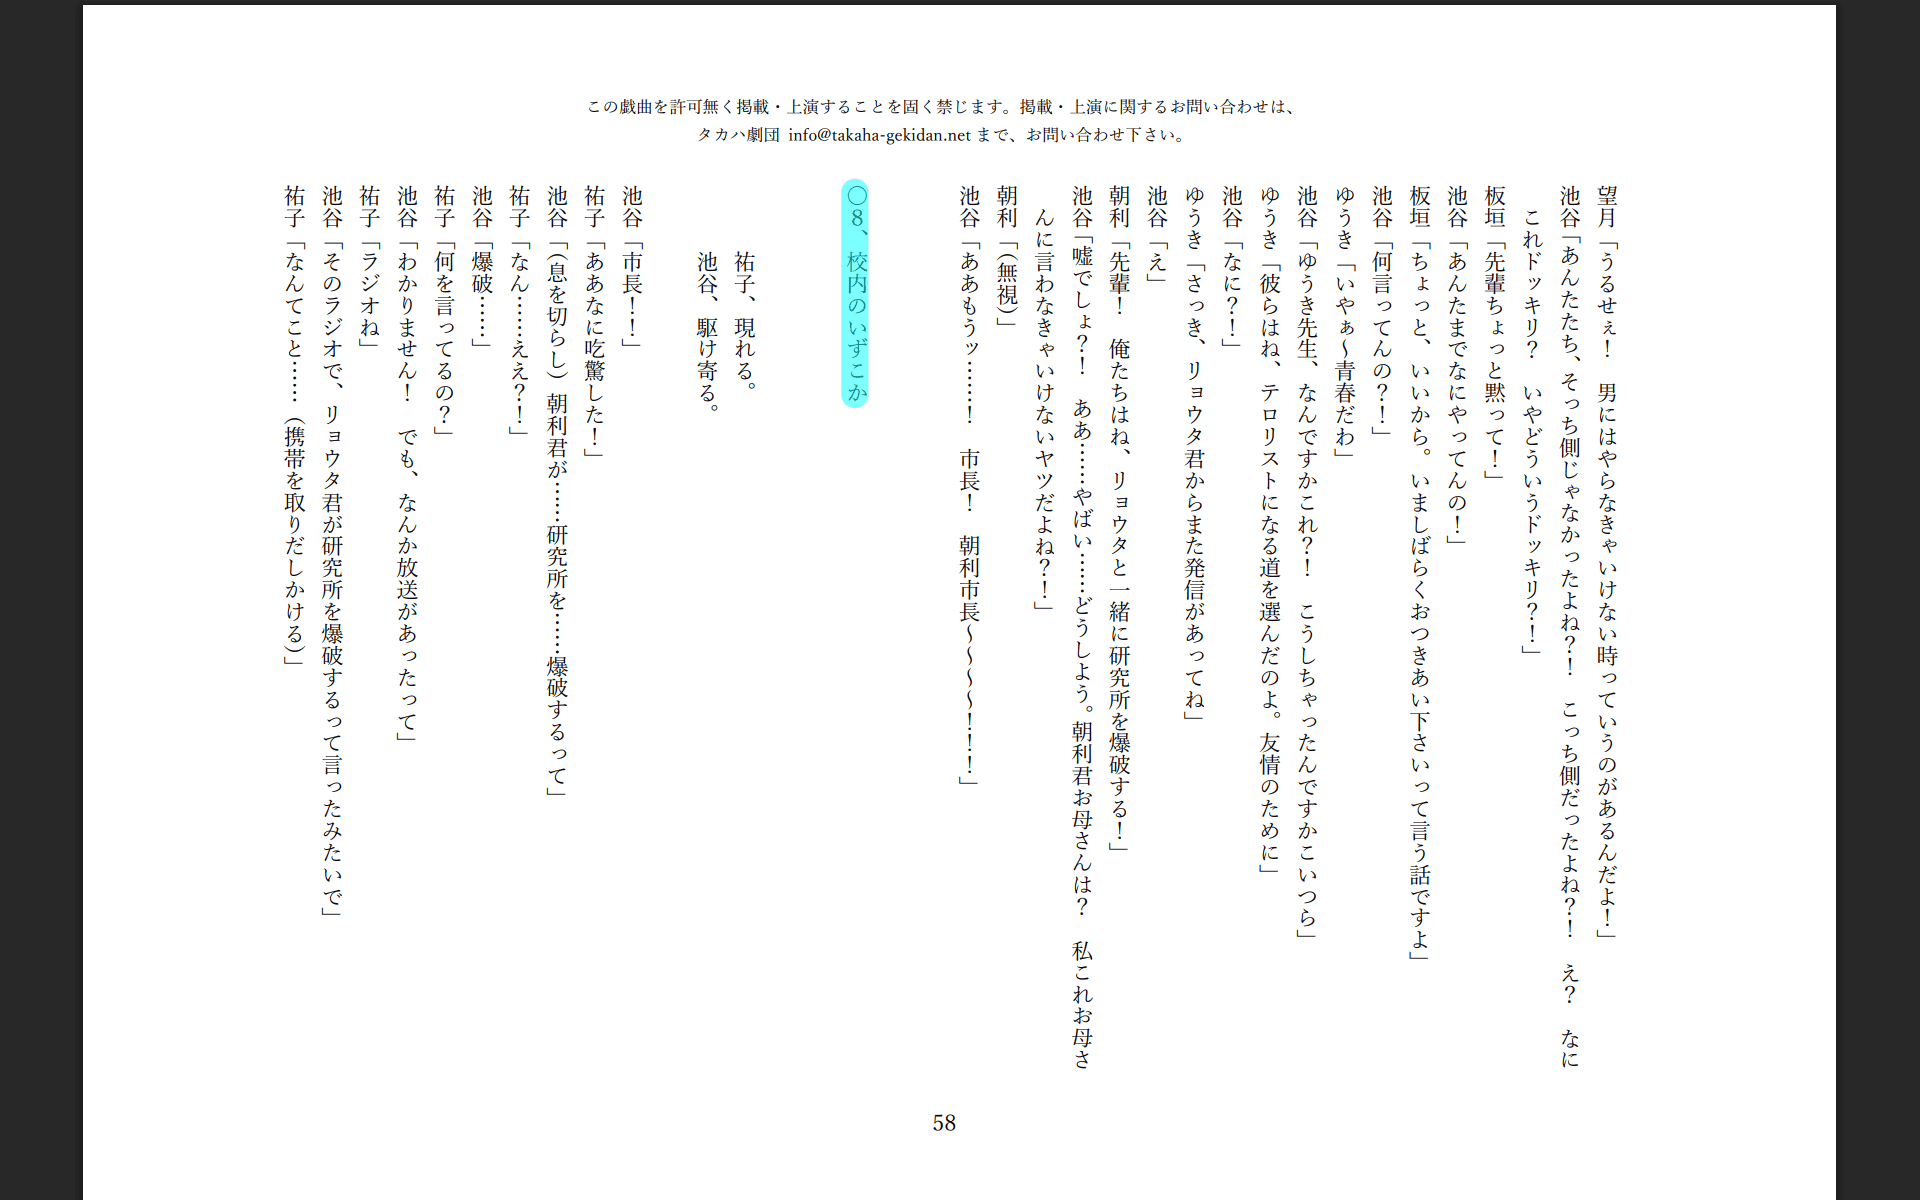 この戯曲を許可無く掲載・上演することを固く禁じます。掲載・上演に関するお問い合わせは、
タカハ劇団 info@takaha-gekidan.net まで、お問い合わせ下さい。
望月「うるせぇ！　男にはやらなきゃいけない時っていうのがあるんだよ！」
池谷「あんたたち、そっち側じゃなかったよね？！　こっち側だったよね？！　え？　なに
これドッキリ？　いやどういうドッキリ？！」
板垣「先輩ちょっと黙って！」
池谷「あんたまでなにやってんの！」
板垣「ちょっと、いいから。いましばらくおつきあい下さいって言う話ですよ」
池谷「何言ってんの？！」
ゆうき「いやぁ〜青春だわ」
池谷「ゆうき先生、なんですかこれ？！　こうしちゃったんですかこいつら」
ゆうき「彼らはね、テロリストになる道を選んだのよ。友情のために」
池谷「なに？！」
ゆうき「さっき、リョウタ君からまた発信があってね」
池谷「え」
朝利「先輩！　俺たちはね、リョウタと一緒に研究所を爆破する！」
池谷「嘘でしょ？！　ああ……やばい……どうしよう。朝利君お母さんは？　私これお母さ
んに言わなきゃいけないヤツだよね？！」
朝利「（無視）」
池谷「ああもうッ……！　市長！　朝利市長〜〜〜〜！！！」
〇８、校内のいずこか
祐子、現れる。
池谷、駆け寄る。
池谷「市長！！」
祐子「ああなに吃驚した！」
池谷「（息を切らし）朝利君が……研究所を……爆破するって」
祐子「なん……ええ？！」
池谷「爆破……」
祐子「何を言ってるの？」
池谷「わかりません！　でも、なんか放送があったって」
祐子「ラジオね」
池谷「そのラジオで、リョウタ君が研究所を爆破するって言ったみたいで」
祐子「なんてこと……（携帯を取りだしかける）」
58